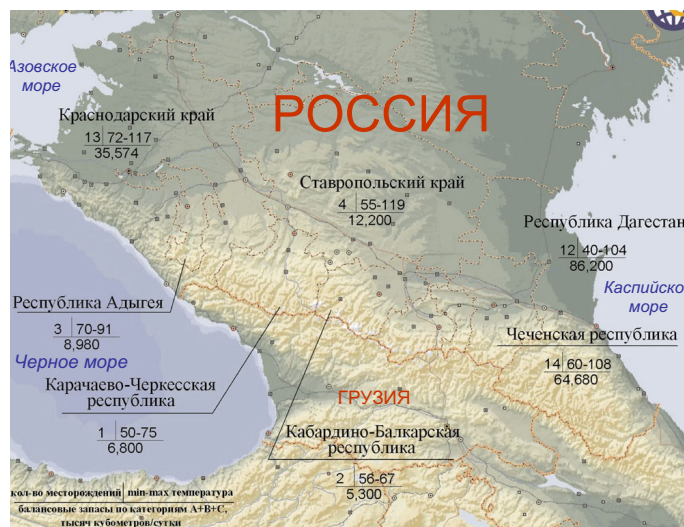 Азовское
море
Краснодарский край
13 72-117
35,574
РОССИЯ
Ставропольский край
4 55-119
12,200
Республика Дагестан
12 40-104
86,200
Каспийско
море
Республика Адыгея
3 70-91
8,980
Черное море
Чеченская республика
14 60-108
64,680
Карачаево-Черкесская
республика
1 50-75
6,800
ГРУЗИЯ
Кабардино-Балкарская
республика
2 56-67
5,300
кол-во месторождений min-max температура
балансовые запасы по категориям А+В+С,
тысяч кубометров/сутки